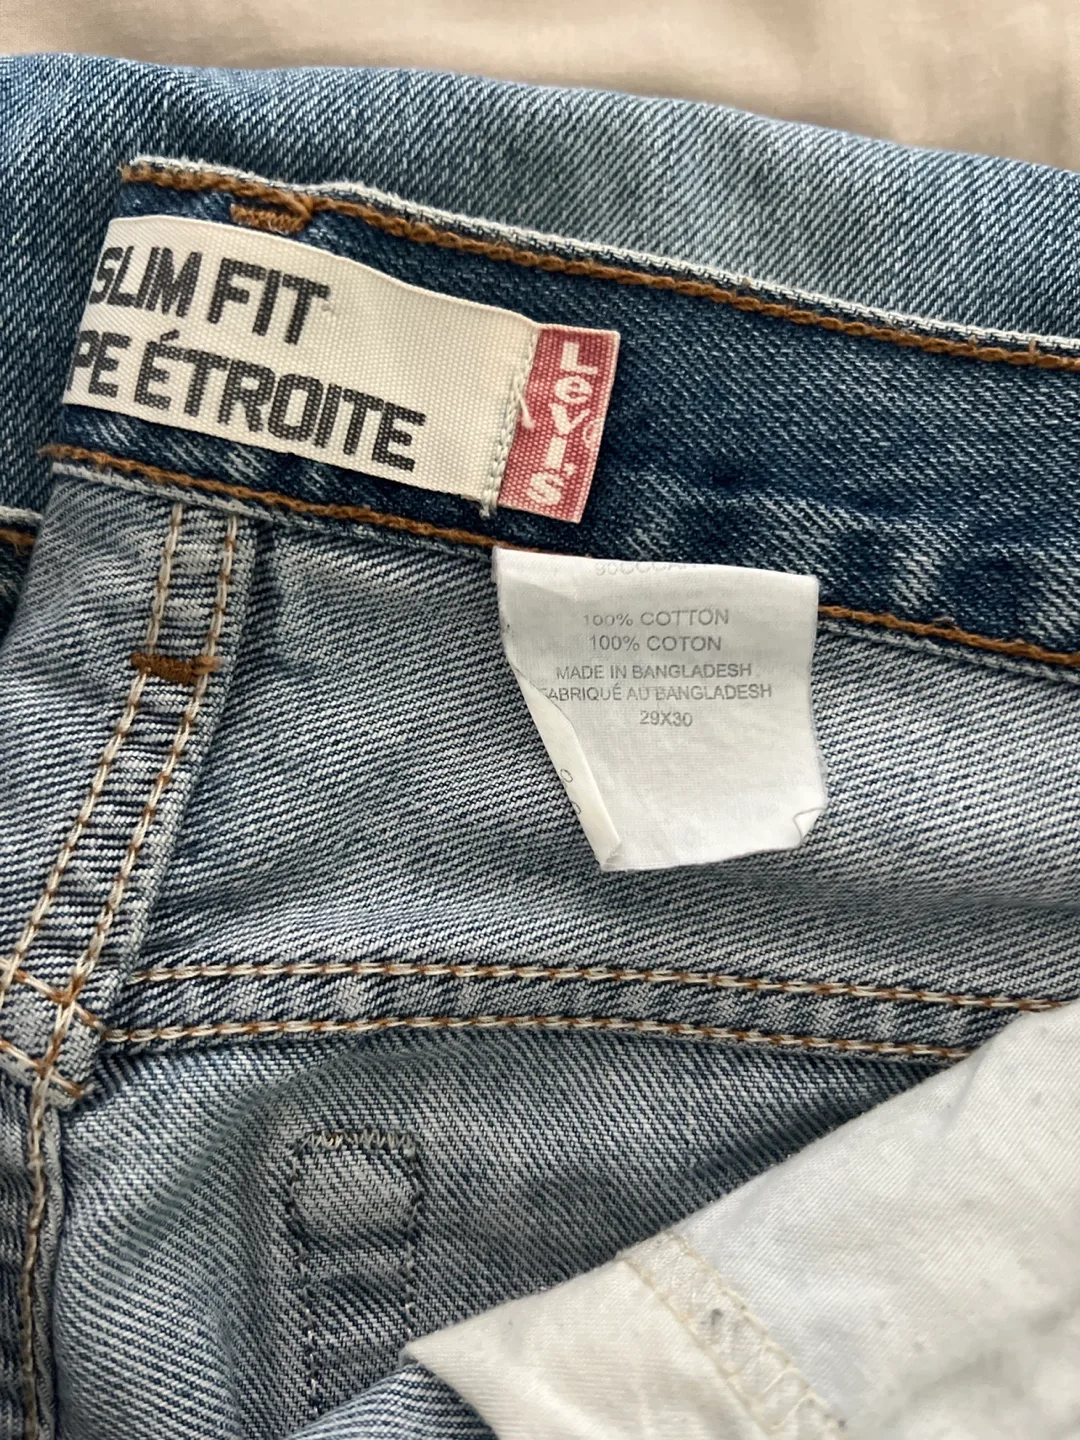 SLIM FIT
PE ÉTROITE
Levi's
100% COTTON
100% COTON
MADE IN BANGLADESH
FABRIQUÉ AU BANGLADESH
29X30